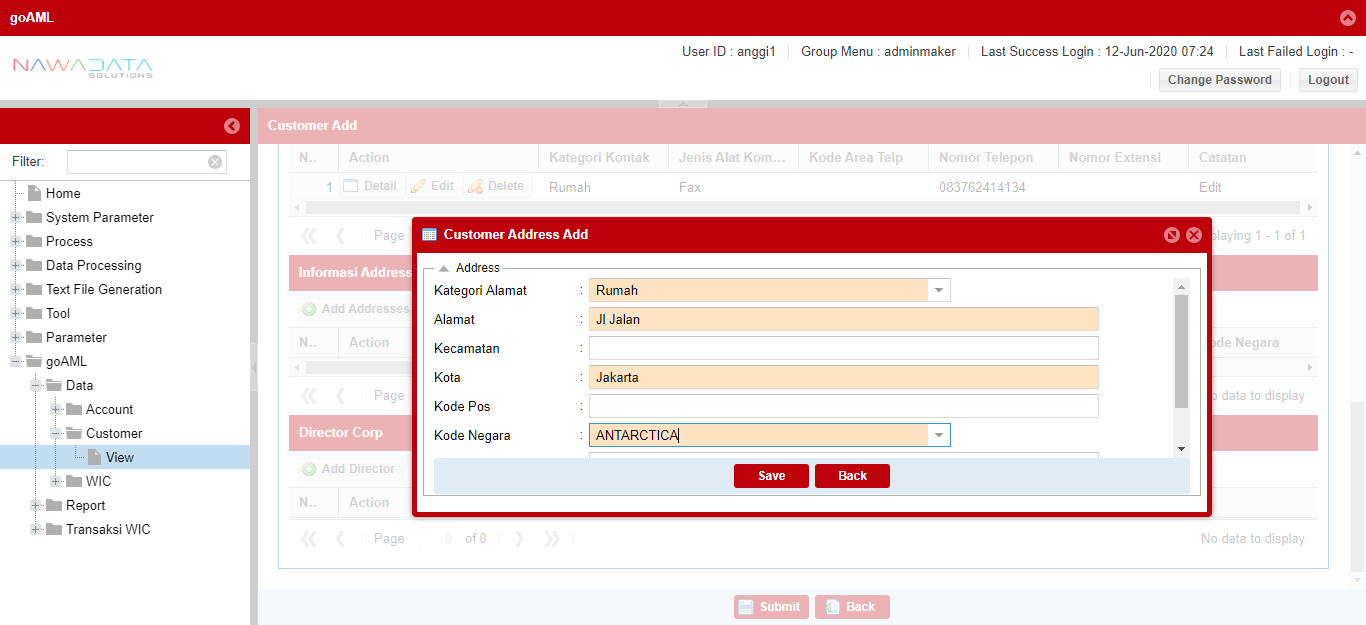 goAML
NAWADATA
SOLUTIONS
User ID : anggi1
Group Menu : adminmaker
Last Success Login : 12-Jun-2020 07:24
Last Failed Login : -
Change Password
Logout
Filter:
Home
System Parameter
Process
Data Processing
Text File Generation
Tool
Parameter
goAML
Data
Account
Customer
View
WIC
Report
Transaksi WIC
Customer Add
N.. Action Kategori Kontak Jenis Alat Kom... Kode Area Telp Nomor Telepon Nomor Extensi Catatan
1 Detail Edit Delete Rumah Fax 083762414134 Edit
Page playing 1 - 1 of 1
Informasi Address
Add Addresses
N.. Action ode Negara
Page o data to display
Director Corp
Add Director
N.. Action
Page 0 of 0 No data to display
Submit Back
Customer Address Add
Address
Kategori Alamat : Rumah
Alamat : Jl Jalan
Kecamatan :
Kota : Jakarta
Kode Pos :
Kode Negara : ANTARCTICA
Save Back